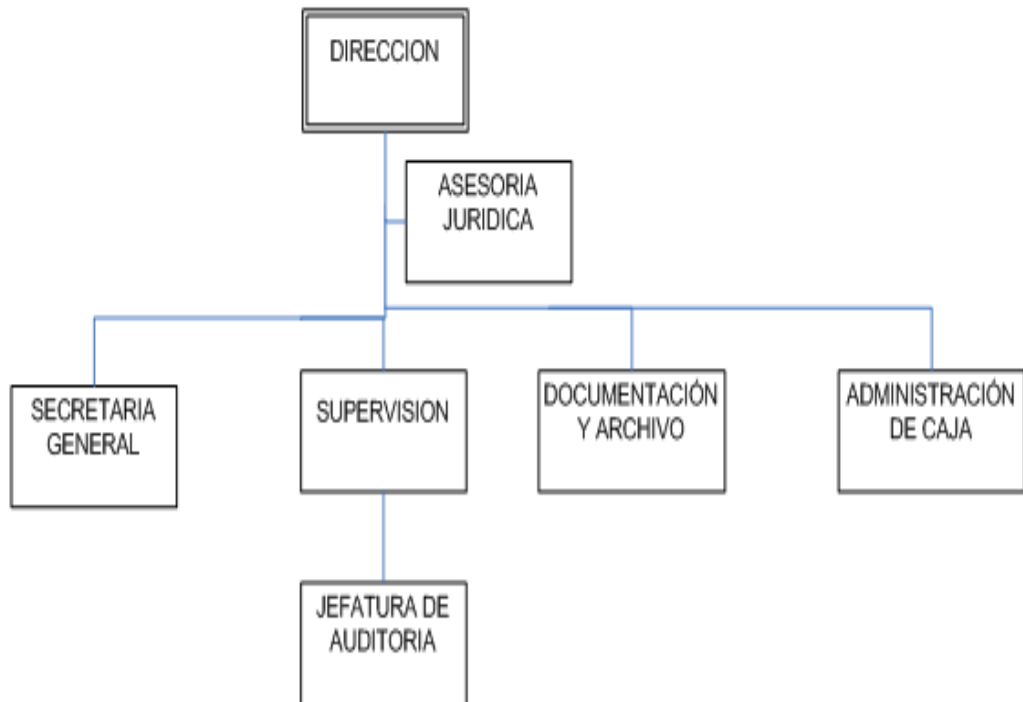 DIRECCION
ASESORIA
JURIDICA
SECRETARIA
GENERAL
SUPERVISION
DOCUMENTACIÓN
Y ARCHIVO
ADMINISTRACIÓN
DE CAJA
JEFATURA DE
AUDITORIA